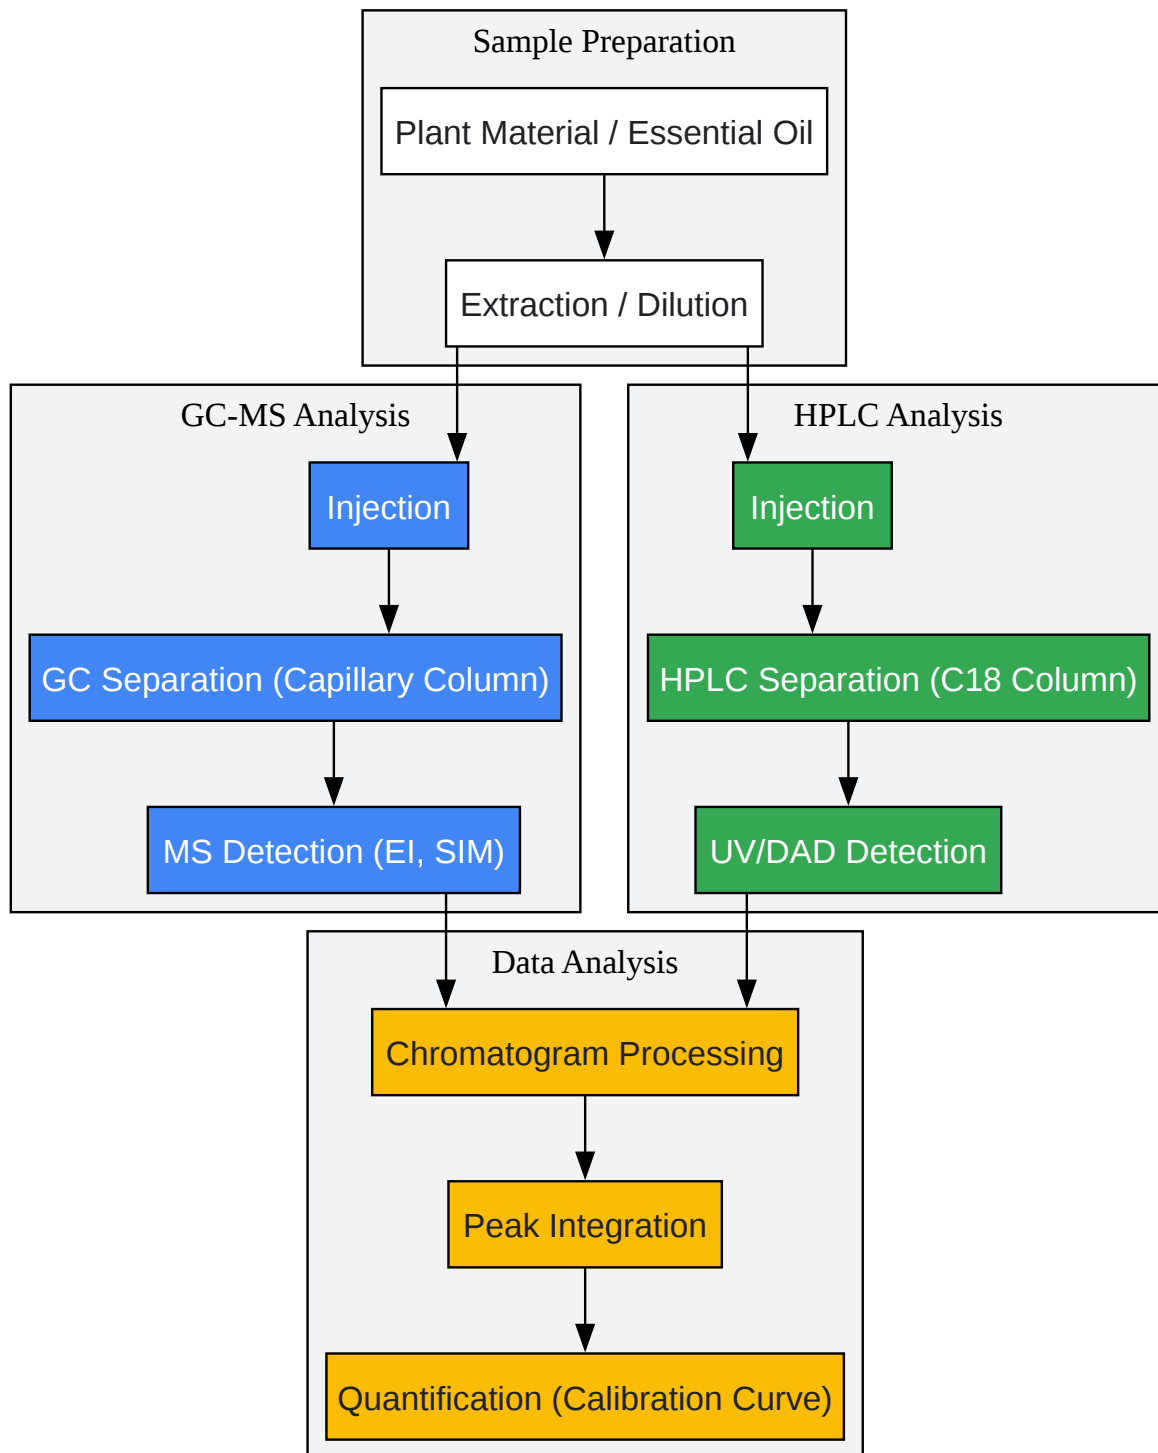 Sample Preparation
Plant Material / Essential Oil
Extraction / Dilution
GC-MS Analysis
Injection
GC Separation (Capillary Column)
MS Detection (EI, SIM)
HPLC Analysis
Injection
HPLC Separation (C18 Column)
UV/DAD Detection
Data Analysis
Chromatogram Processing
Peak Integration
Quantification (Calibration Curve)